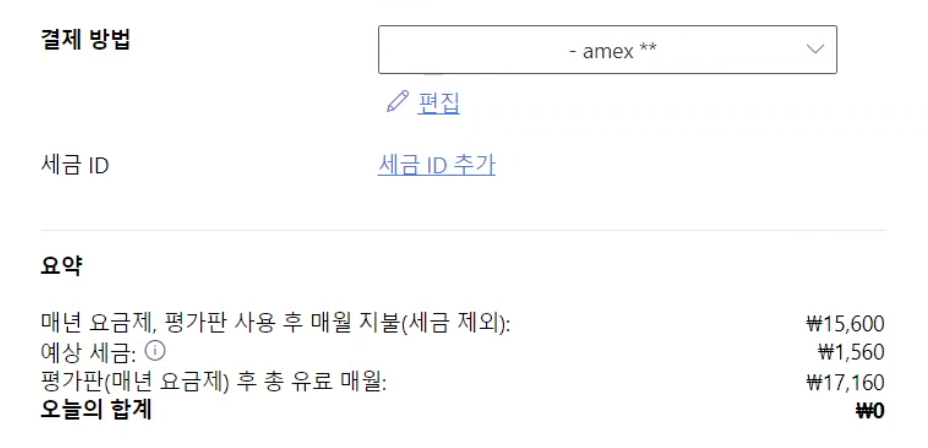 결제 방법
- amex **
편집
세금 ID
세금 ID 추가
요약
매년 요금제, 평가판 사용 후 매월 지불(세금 제외): ₩15,600
예상 세금: ₩1,560
평가판(매년 요금제) 후 총 유료 매월: ₩17,160
오늘의 합계 ₩0